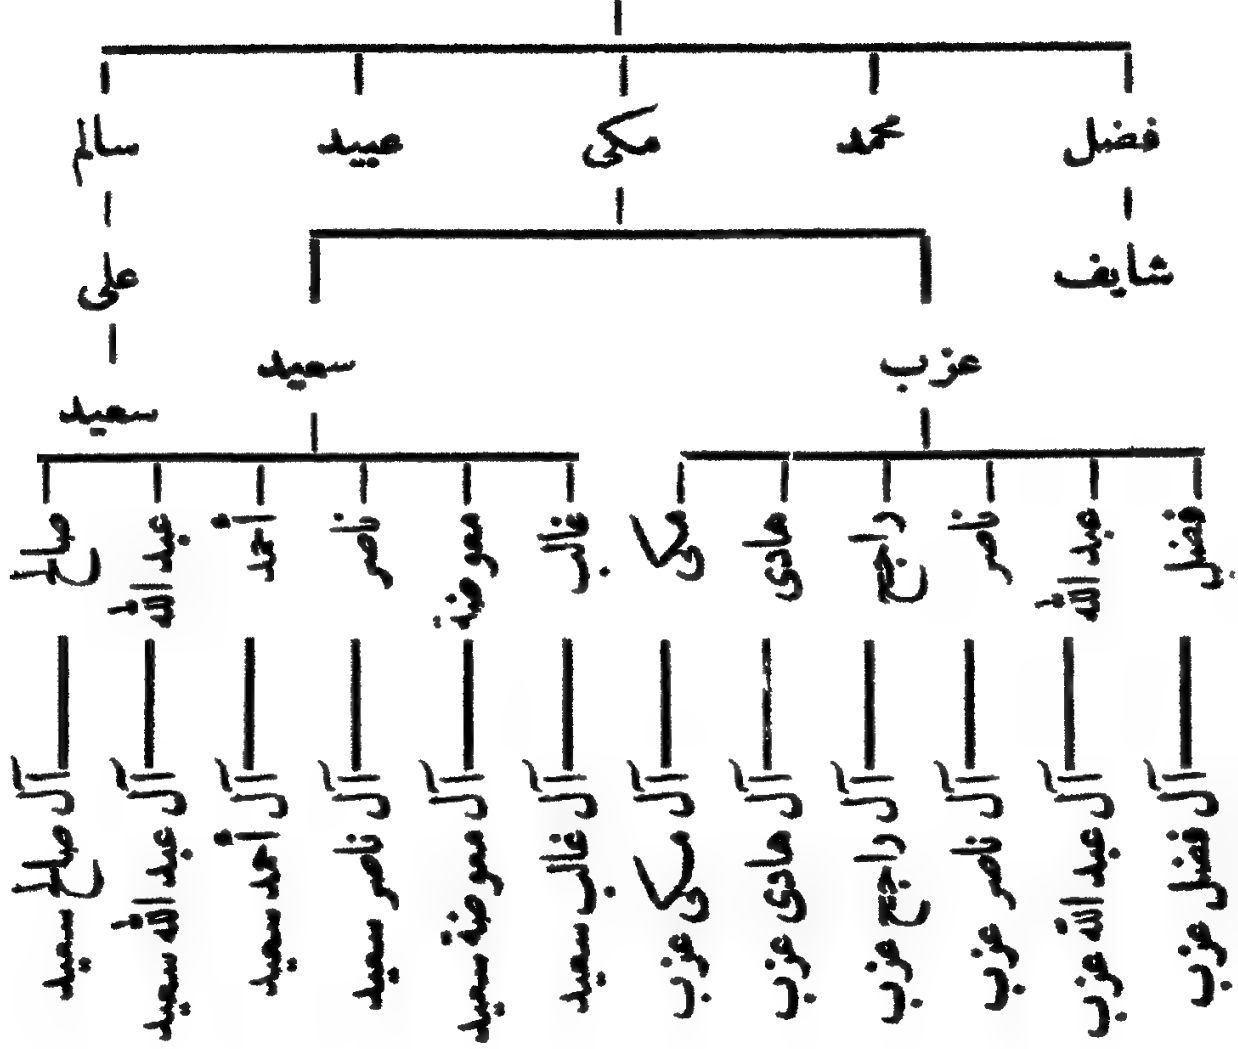 فضل
محمد
مكى
عبيد
سالم
شايف
على
عزب
سعيد
سعيد
فضل
عبد الله
ناصر
راجح
هادى
مكى
غالب
معوضة
ناصر
أحمد
عبد الله
صالح
آل فضل عزب
آل عبد الله عزب
آل ناصر عزب
آل راجح عزب
آل هادى عزب
آل مكى عزب
آل غالب سعيد
آل معوضة سعيد
آل ناصر سعيد
آل أحمد سعيد
آل عبد الله سعيد
آل صالح سعيد